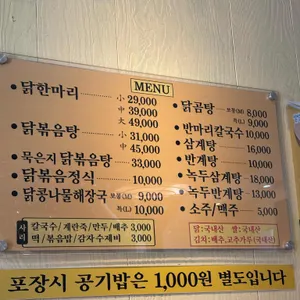 MENU
닭한마리 小 29,000
中 39,000
大 49,000
닭볶음탕 小 31,000
中 45,000
묵은지 닭볶음탕 33,000
닭볶음정식 10,000
닭콩나물해장국 보통(M) 9,000
특(L) 10,000
닭곰탕 보통(M) 8,000
특(L) 9,000
반마리칼국수 10,000
삼계탕 16,000
반계탕 10,000
녹두삼계탕 18,000
녹두반계탕 13,000
소주/맥주 5,000
사리
칼국수/계란죽/만두/배추 3,000
떡/볶음밥/감자수제비 3,000
닭:국내산 쌀:국내산
김치:배추,고추가루(국내산)
포장시 공기밥은 1,000원 별도입니다